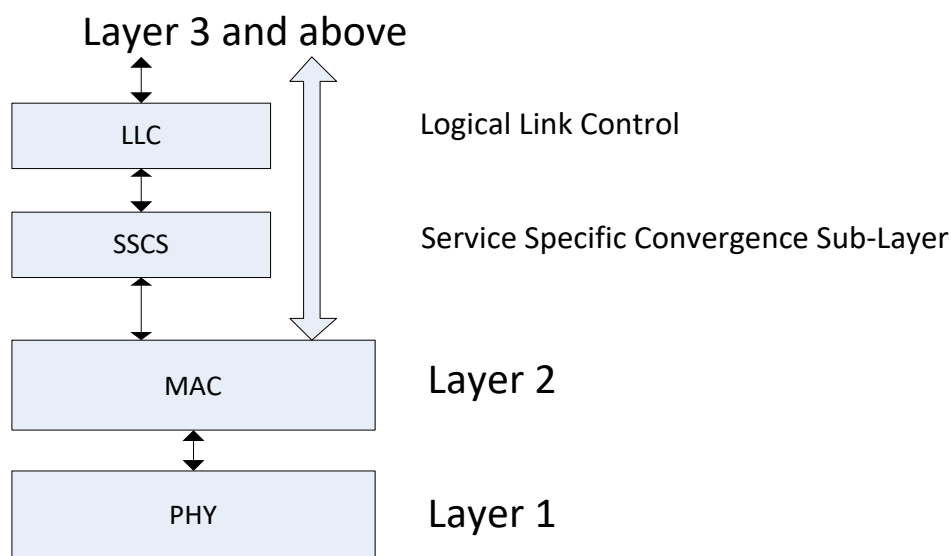 Layer 3 and above
LLC
Logical Link Control
SSCS
Service Specific Convergence Sub-Layer
MAC
Layer 2
PHY
Layer 1